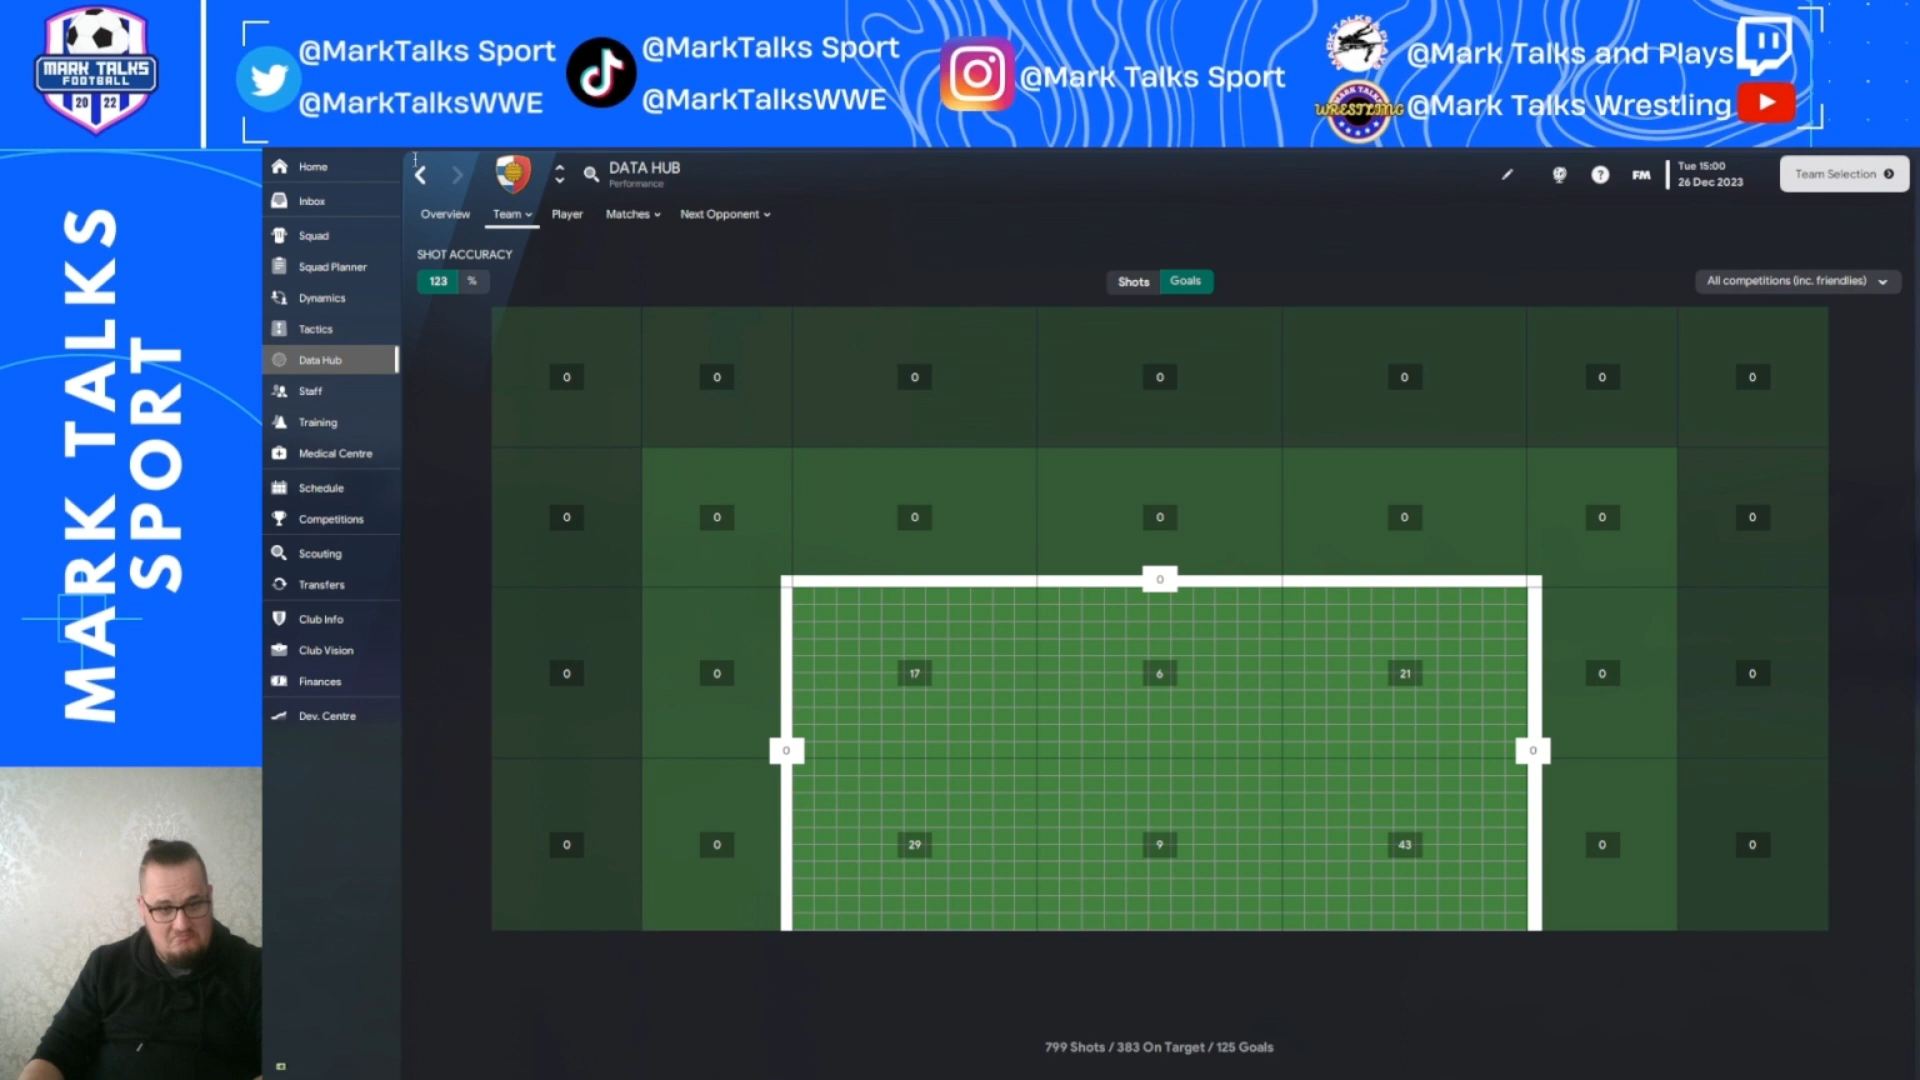 MARK TALKS
FOOTBALL
20 22
@MarkTalks Sport
@MarkTalksWWE
@MarkTalks Sport
@MarkTalksWWE
@Mark Talks Sport
@Mark Talks and Plays
WRESTLING
@Mark Talks Wrestling
MARK TALKS
SPORT
Home
Inbox
Squad
Squad Planner
Dynamics
Tactics
Data Hub
Staff
Training
Medical Centre
Schedule
Competitions
Scouting
Transfers
Club Info
Club Vision
Finances
Dev. Centre
DATA HUB
Performance
FM
Tue 15:00
26 Dec 2023
Team Selection
Overview Team Player Matches Next Opponent
SHOT ACCURACY
123 %
Shots Goals
All competitions (inc. friendlies)
0 0 0 0 0 0 0
0 0 0 0 0 0 0
0
0 0 17 6 21 0 0
0 0
0 0 29 9 43 0 0
799 Shots / 383 On Target / 125 Goals